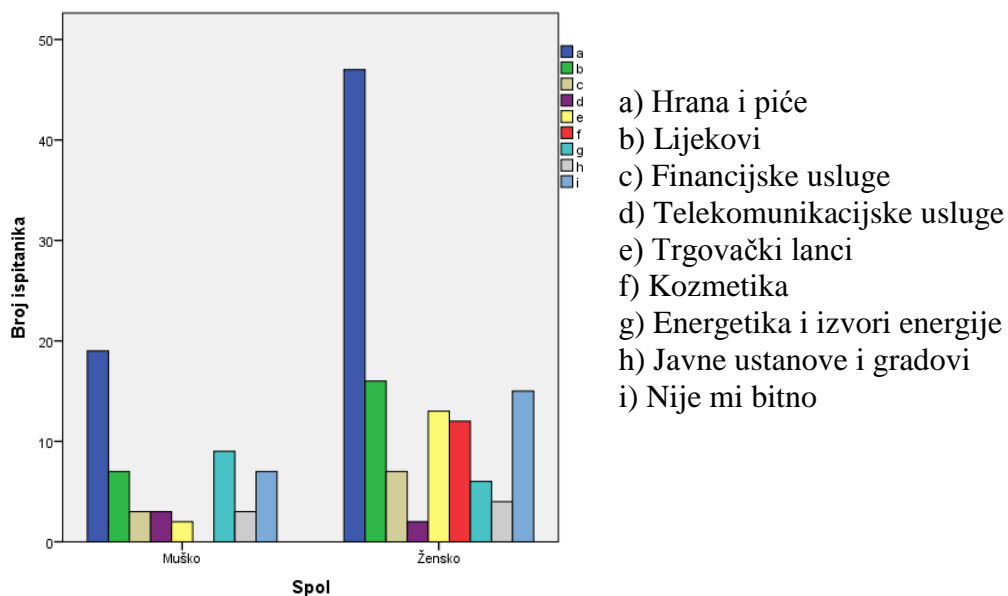 50
40
30
20
10
0
Broj ispitanika
Muško
Žensko
Spol
a
b
c
d
e
f
g
h
i
a) Hrana i piće
b) Lijekovi
c) Financijske usluge
d) Telekomunikacijske usluge
e) Trgovački lanci
f) Kozmetika
g) Energetika i izvori energije
h) Javne ustanove i gradovi
i) Nije mi bitno